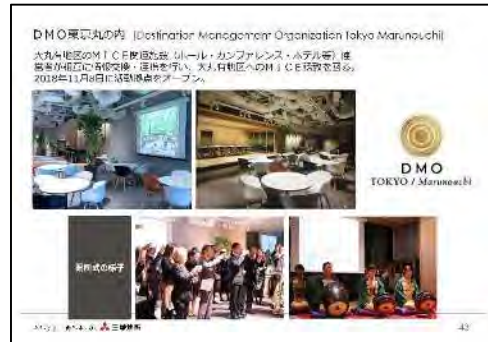 DMO東京丸の内 (Destination Management Organization Tokyo Marunouchi)
大丸有地区のMICE関連施設（ホール・カンファレンス・ホテル等）運
営者が相互に情報交換・連携を行い、大丸有地区へのMICE誘致を図る。
2018年11月8日に活動拠点をオープン。
DMO
TOKYO / Marunouchi
開所式の様子
三菱地所